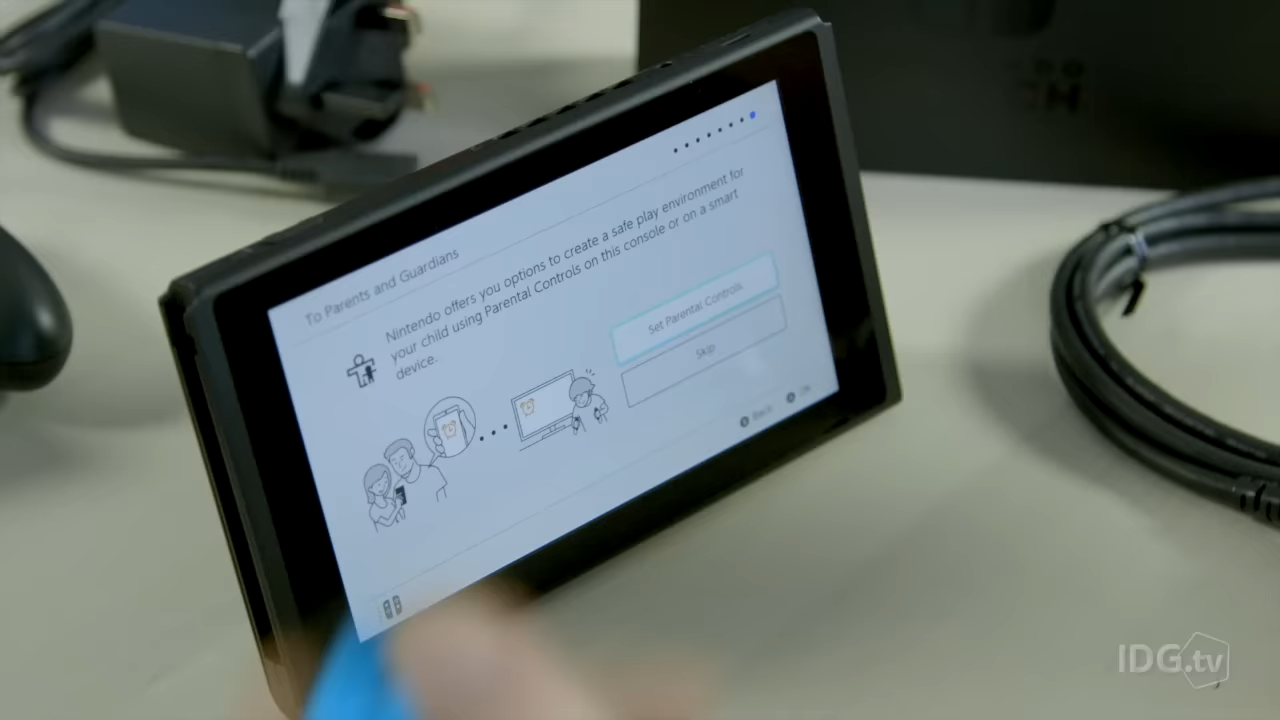 To Parents and Guardians
Nintendo offers you options to create a safe play environment for
your child using Parental Controls on this console or on a smart
device.
Set Parental Controls
Skip
Back
OK
IDG.tv